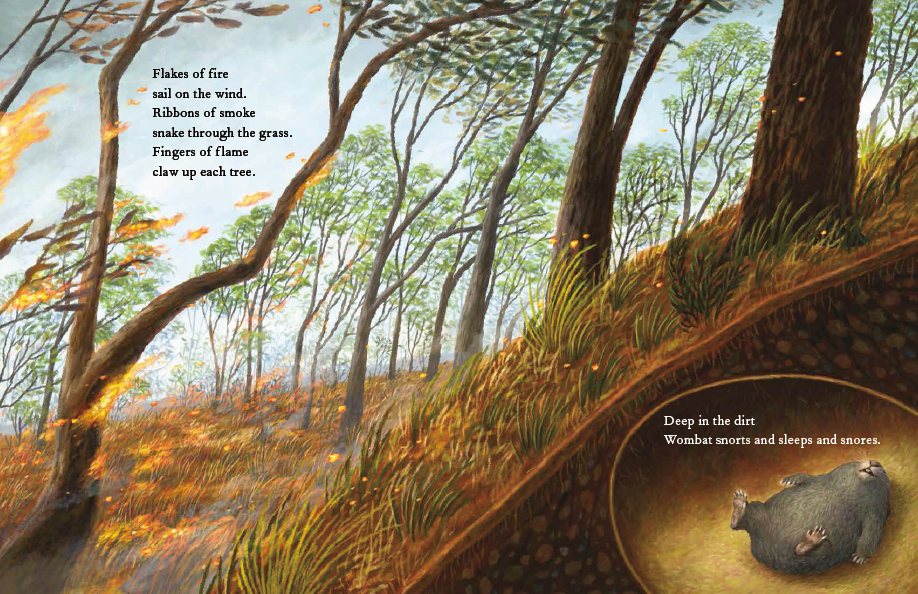 Flakes of fire
sail on the wind.
Ribbons of smoke
snake through the grass.
Fingers of flame
claw up each tree.
Deep in the dirt
Wombat snorts and sleeps and snores.